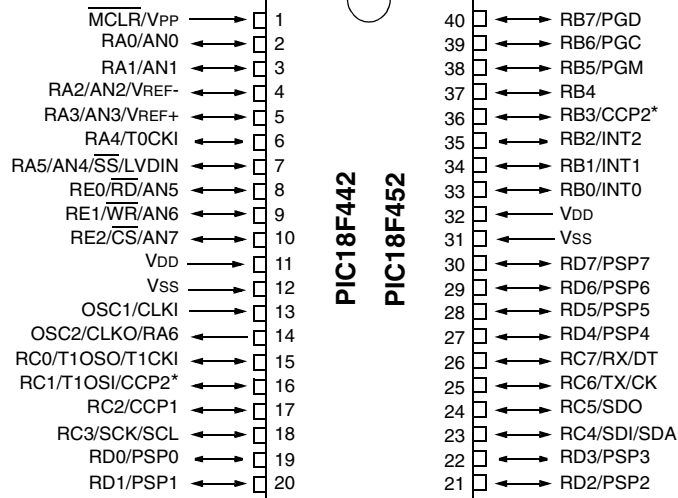 MCLR/VPP 1
RA0/AN0 2
RA1/AN1 3
RA2/AN2/VREF- 4
RA3/AN3/VREF+ 5
RA4/T0CKI 6
RA5/AN4/SS/LVDIN 7
RE0/RD/AN5 8
RE1/WR/AN6 9
RE2/CS/AN7 10
VDD 11
VSS 12
OSC1/CLKI 13
OSC2/CLKO/RA6 14
RC0/T1OSO/T1CKI 15
RC1/T1OSI/CCP2* 16
RC2/CCP1 17
RC3/SCK/SCL 18
RD0/PSP0 19
RD1/PSP1 20
PIC18F442
PIC18F452
40 RB7/PGD
39 RB6/PGC
38 RB5/PGM
37 RB4
36 RB3/CCP2*
35 RB2/INT2
34 RB1/INT1
33 RB0/INT0
32 VDD
31 VSS
30 RD7/PSP7
29 RD6/PSP6
28 RD5/PSP5
27 RD4/PSP4
26 RC7/RX/DT
25 RC6/TX/CK
24 RC5/SDO
23 RC4/SDI/SDA
22 RD3/PSP3
21 RD2/PSP2